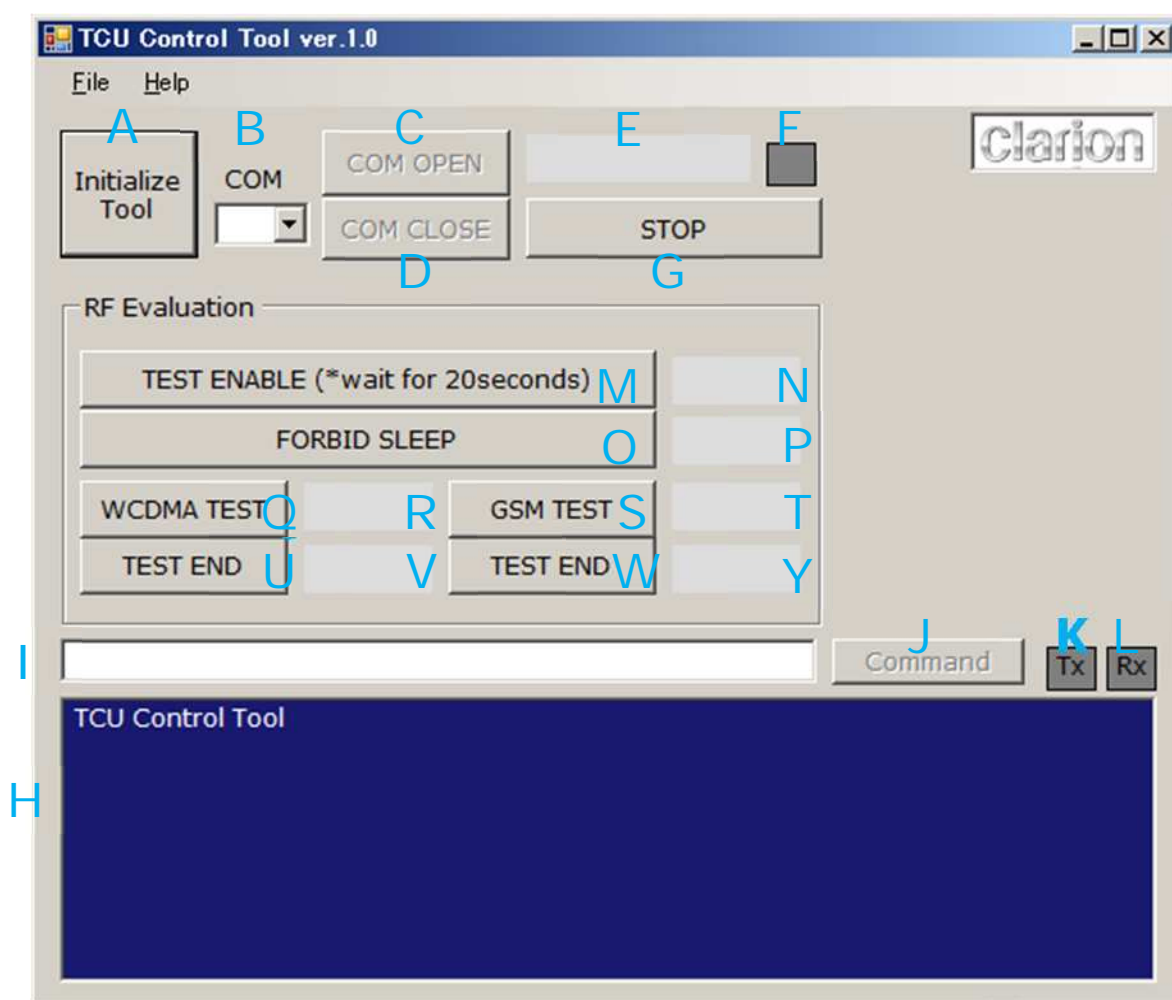 TCU Control Tool ver.1.0
File Help
A B C E F
clarion
Initialize Tool
COM
COM OPEN
COM CLOSE
STOP
D G
RF Evaluation
TEST ENABLE (*wait for 20seconds) M N
FORBID SLEEP O P
WCDMA TEST Q R GSM TEST S T
TEST END U V TEST END W Y
I Command J Tx K Rx L
TCU Control Tool
H